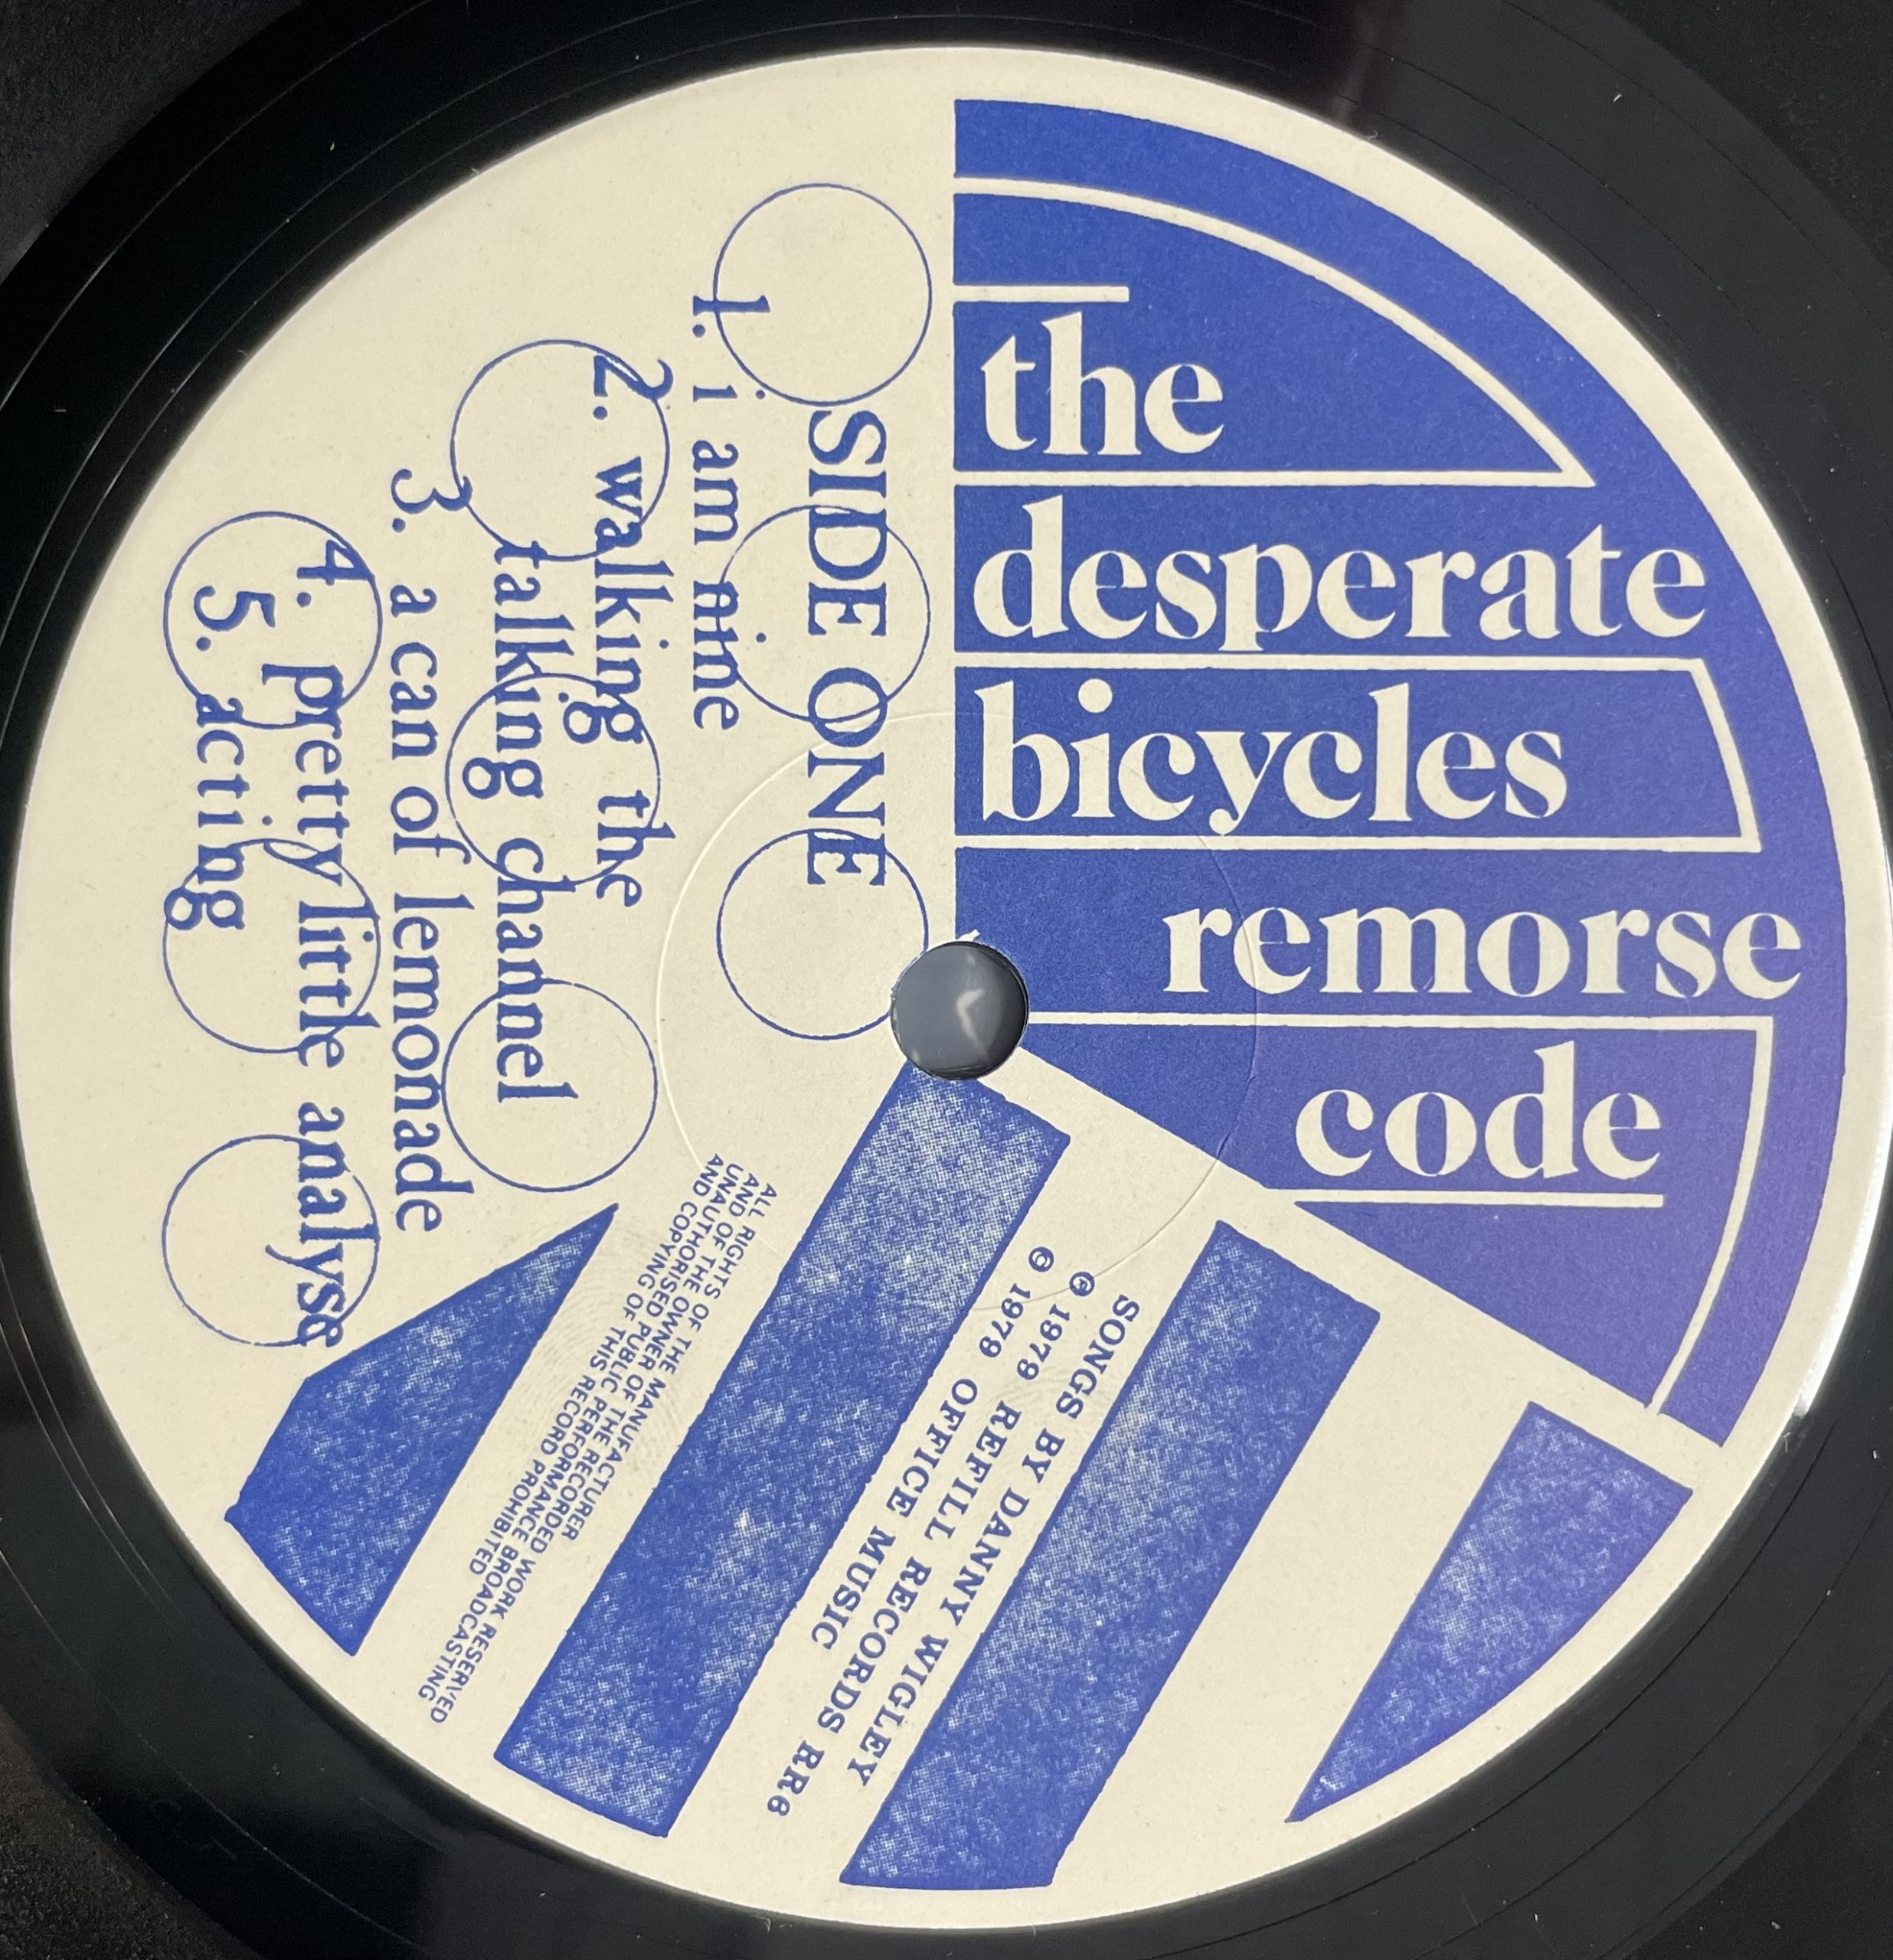 the
desperate
bicycles
remorse
code
SIDE ONE
1. i am nine
2. walking the
talking channel
3. a can of lemonade
4. pretty little analyse
5. acting
SONGS BY DANNY WIGLEY
℗ 1979 REFILL RECORDS RR6
© 1979 OFFICE MUSIC
ALL RIGHTS OF THE MANUFACTURER
AND OF THE OWNER OF THE RECORDED WORK RESERVED
UNAUTHORISED PUBLIC PERFORMANCE BROADCASTING
AND COPYING OF THIS RECORD PROHIBITED